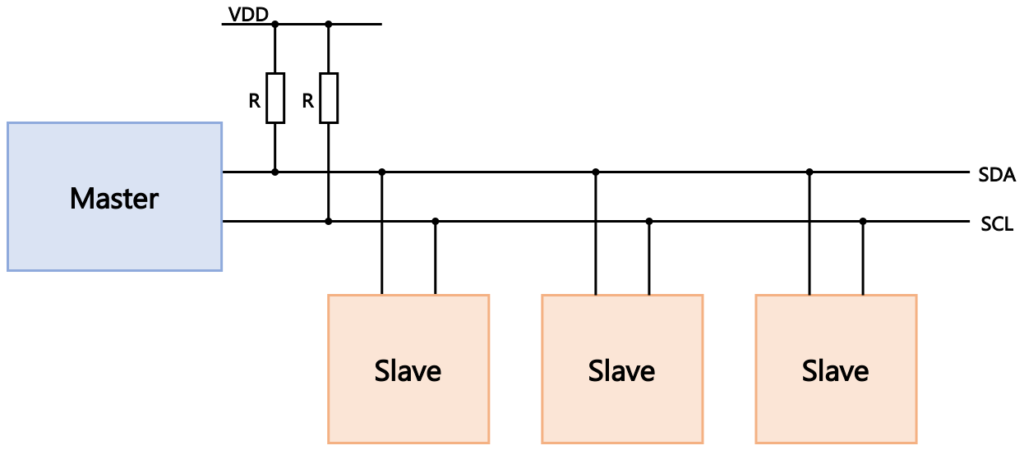 VDD
R
R
Master
SDA
SCL
Slave
Slave
Slave